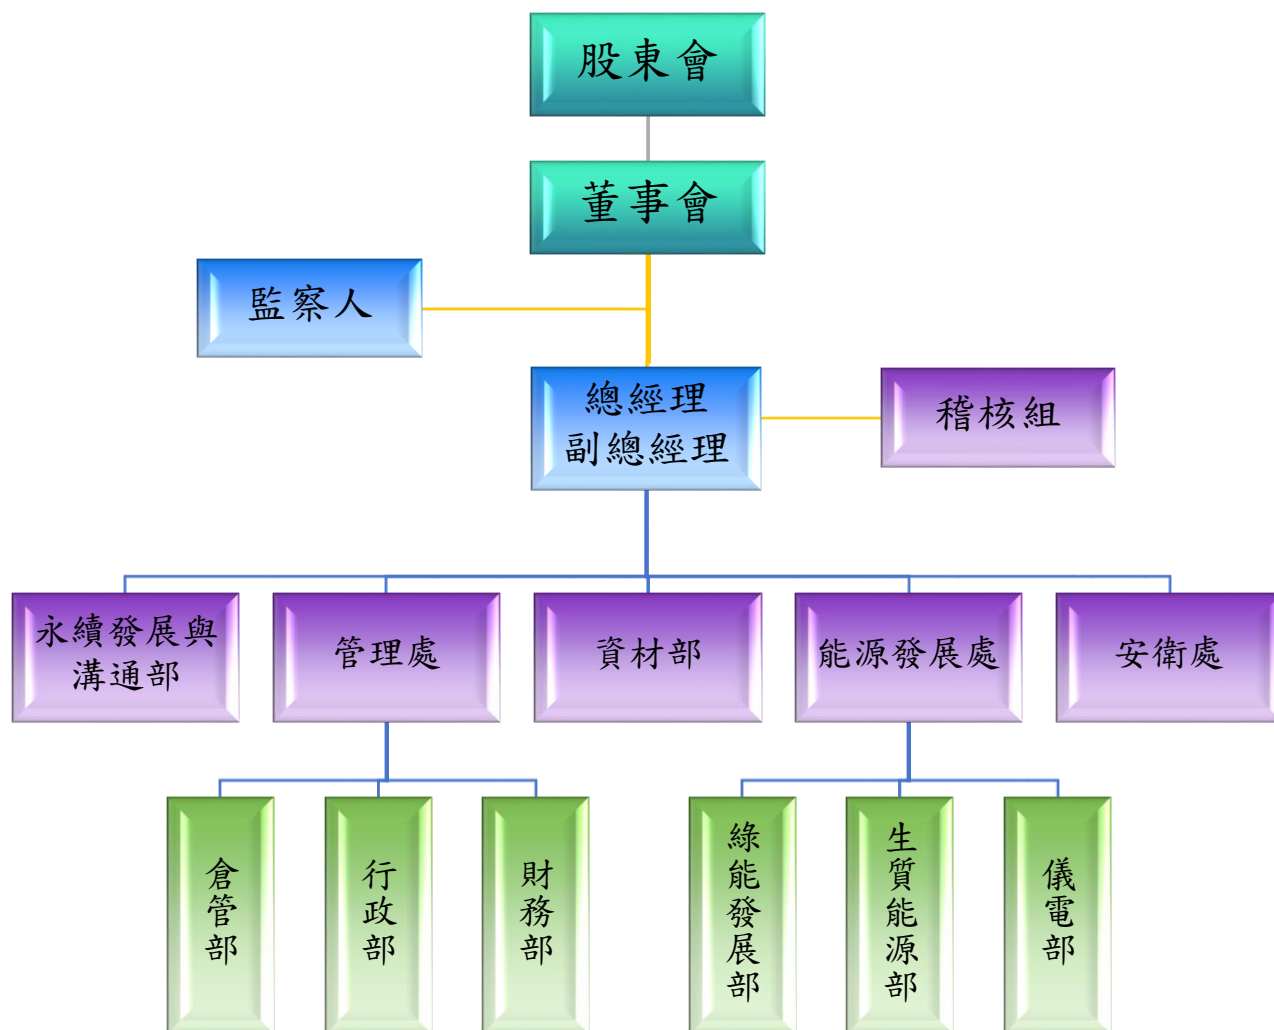 股東會
董事會
監察人
總經理
副總經理
稽核組
永續發展與
溝通部
管理處
資材部
能源發展處
安衛處
倉管部
行政部
財務部
綠能發展部
生質能源部
儀電部